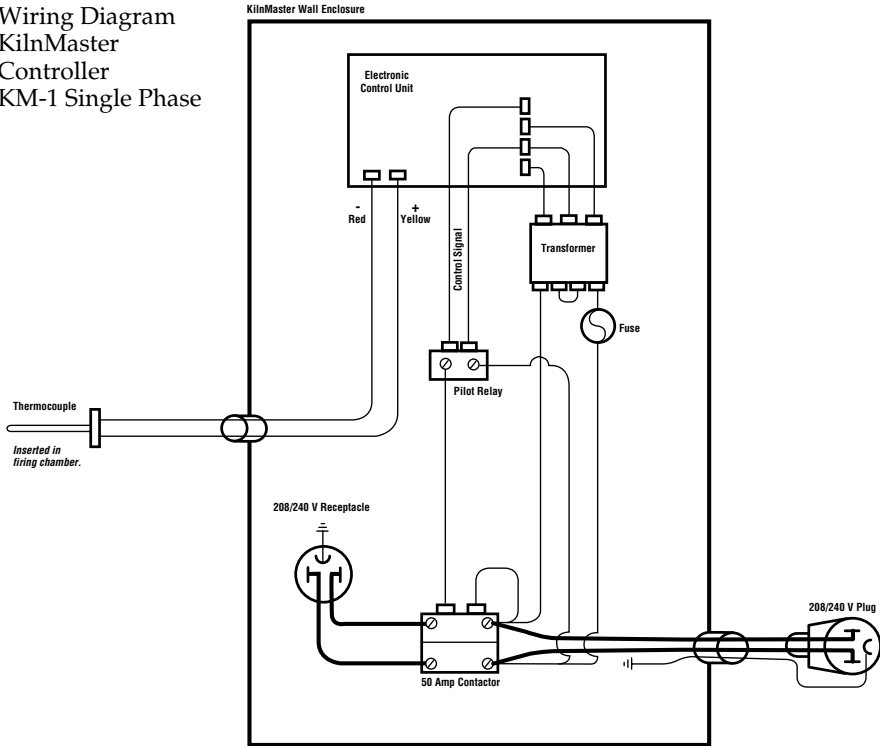 Wiring Diagram
KilnMaster
Controller
KM-1 Single Phase
KilnMaster Wall Enclosure
Electronic
Control Unit
-
Red
+
Yellow
Control Signal
Transformer
Fuse
Pilot Relay
Thermocouple
Inserted in
firing chamber.
208/240 V Receptacle
208/240 V Plug
50 Amp Contactor